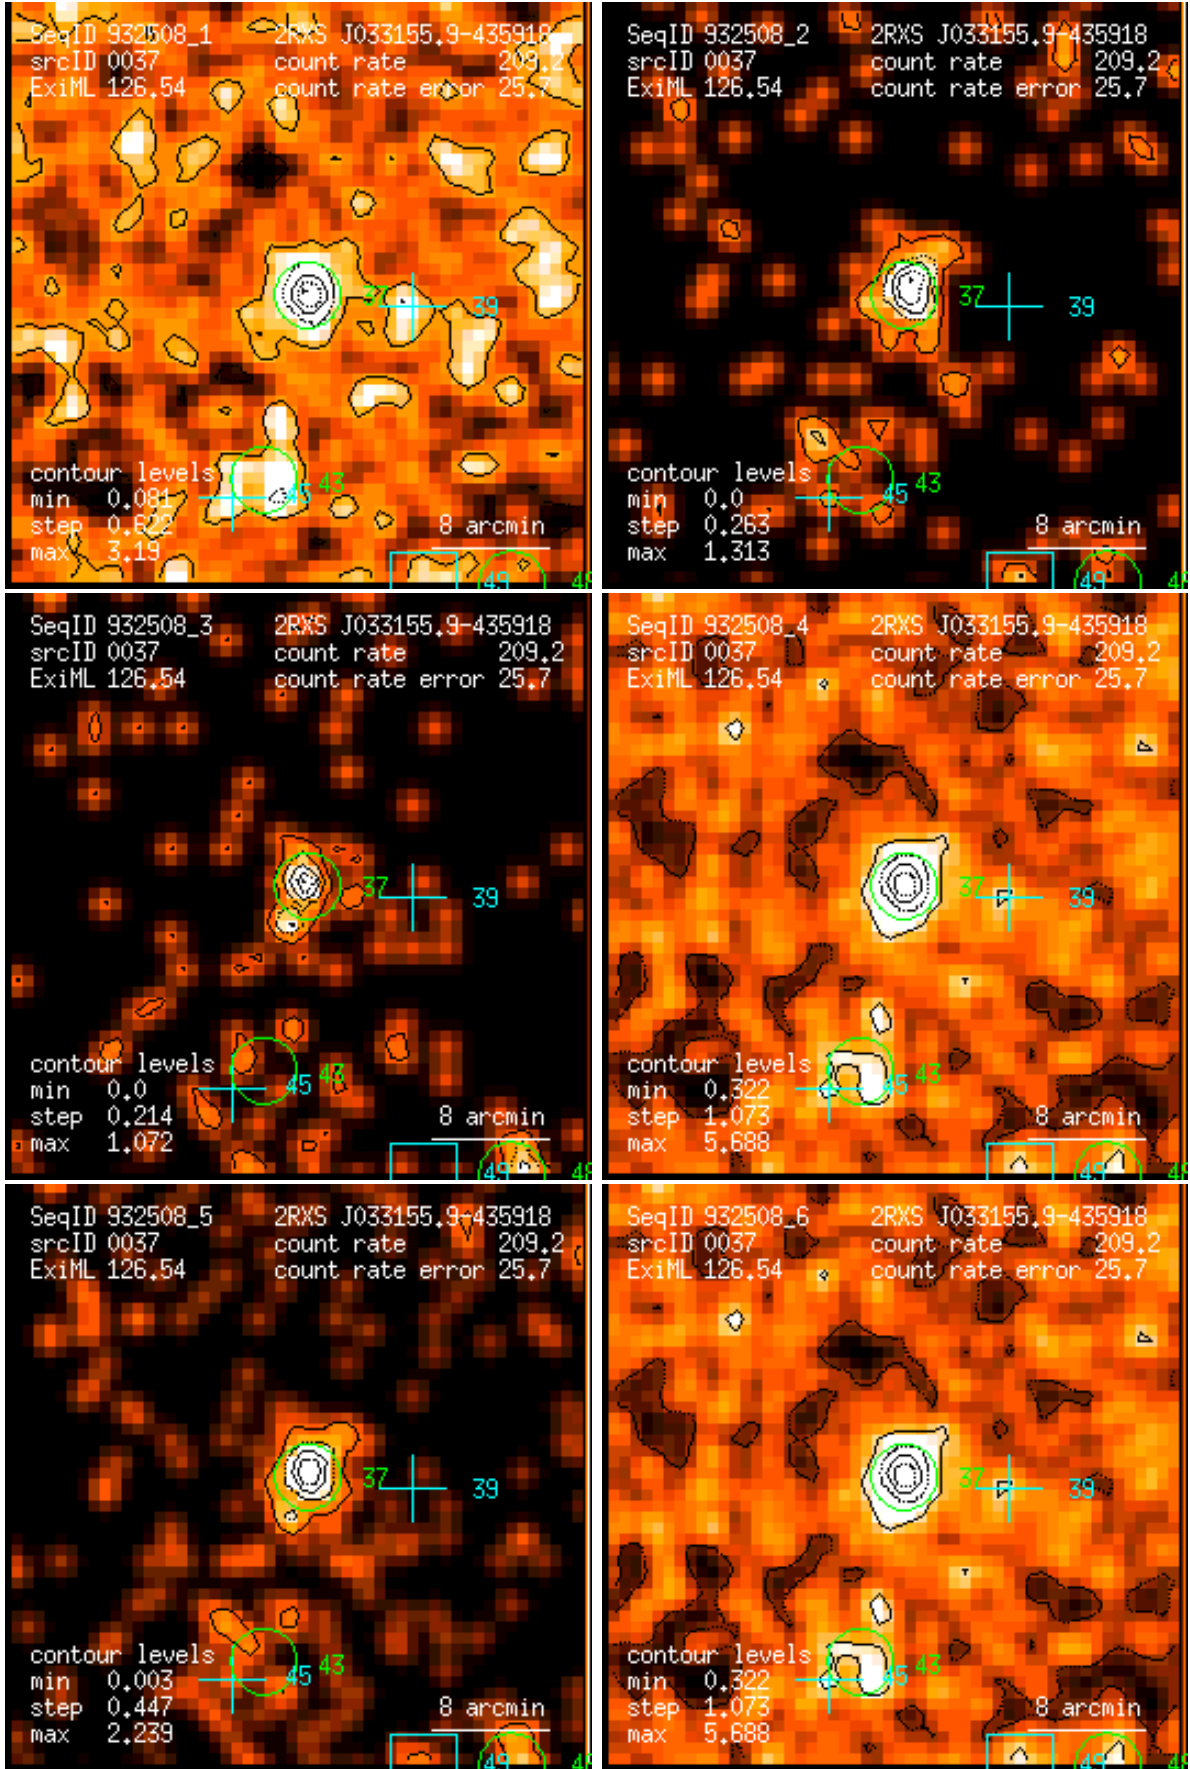 SeqID 932508_1 2RXS J033155.9-435918
srcID 0037 count rate 209.2
ExiML 126.54 count rate error 25.7
37
39
contour levels
43
min 0.081
45
step 0.622 8 arcmin
max 3.19
49
48
SeqID 932508_2 2RXS J033155.9-435918
srcID 0037 count rate 209.2
ExiML 126.54 count rate error 25.7
37
39
contour levels
43
min 0.0
45
step 0.263 8 arcmin
max 1.313
49
48
SeqID 932508_3 2RXS J033155.9-435918
srcID 0037 count rate 209.2
ExiML 126.54 count rate error 25.7
37
39
contour levels
43
min 0.0
45
step 0.214 8 arcmin
max 1.072
49
48
SeqID 932508_4 2RXS J033155.9-435918
srcID 0037 count rate 209.2
ExiML 126.54 count rate error 25.7
37
39
contour levels
43
min 0.322
45
step 1.073 8 arcmin
max 5.688
49
48
SeqID 932508_5 2RXS J033155.9-435918
srcID 0037 count rate 209.2
ExiML 126.54 count rate error 25.7
37
39
contour levels
43
min 0.003
45
step 0.447 8 arcmin
max 2.239
49
48
SeqID 932508_6 2RXS J033155.9-435918
srcID 0037 count rate 209.2
ExiML 126.54 count rate error 25.7
37
39
contour levels
43
min 0.322
45
step 1.073 8 arcmin
max 5.688
49
48